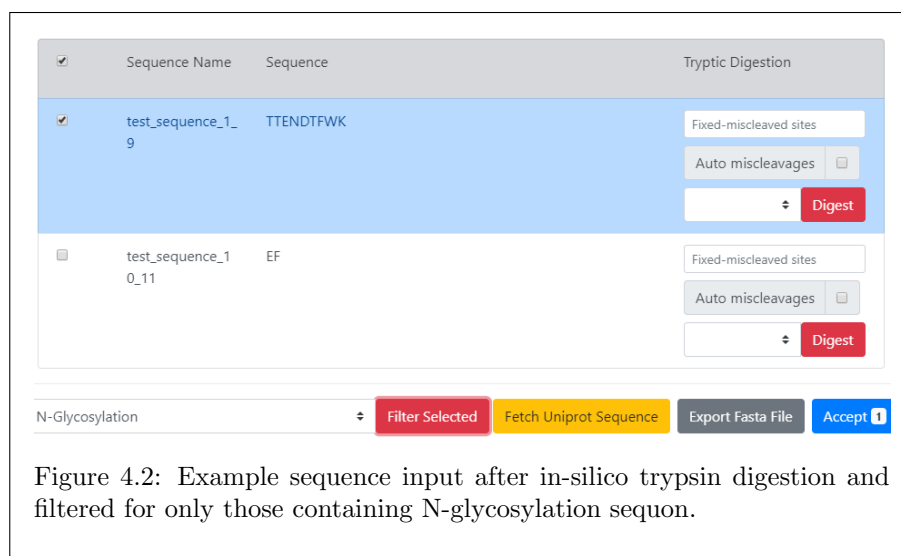 Sequence Name Sequence Tryptic Digestion
test_sequence_1_ TTENDTFWK Fixed-miscleaved sites
9
Auto miscleavages
Digest
test_sequence_1 EF Fixed-miscleaved sites
0_11
Auto miscleavages
Digest
N-Glycosylation Filter Selected Fetch Uniprot Sequence Export Fasta File Accept 1
Figure 4.2: Example sequence input after in-silico trypsin digestion and
filtered for only those containing N-glycosylation sequon.